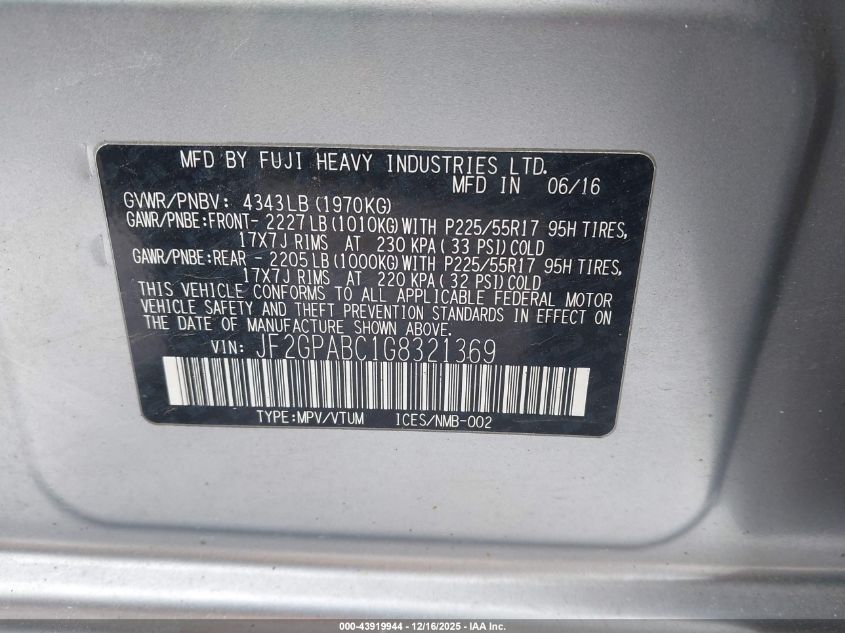 MFD BY FUJI HEAVY INDUSTRIES LTD.
MFD IN 06/16
GVWR/PNBV: 4343LB (1970KG)
GAWR/PNBE:FRONT- 2227LB (1010KG) WITH P225/55R17 95H TIRES,
17X7J RIMS AT 230 KPA (33 PSI) COLD
GAWR/PNBE:REAR - 2205LB (1000KG) WITH P225/55R17 95H TIRES,
17X7J RIMS AT 220 KPA (32 PSI) COLD
THIS VEHICLE CONFORMS TO ALL APPLICABLE FEDERAL MOTOR
VEHICLE SAFETY AND THEFT PREVENTION STANDARDS IN EFFECT ON
THE DATE OF MANUFACTURE SHOWN ABOVE.
VIN: JF2GPABC1G8321369
TYPE:MPV/VTUM ICES/NMB-002
000-43919944 - 12/16/2025 - IAA Inc.